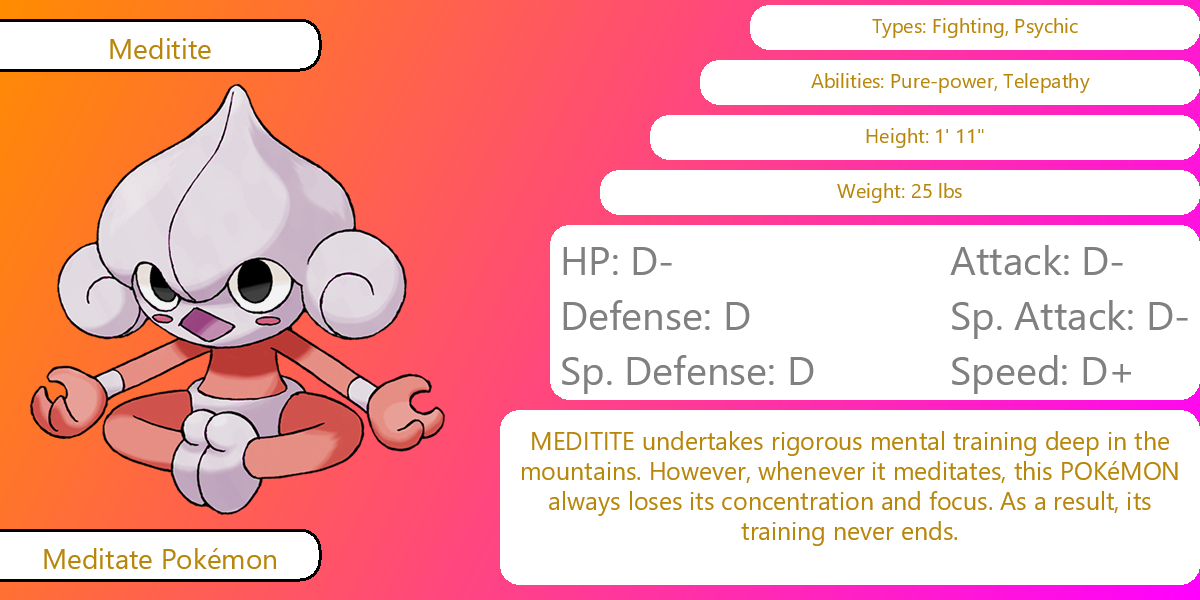 Meditite
Types: Fighting, Psychic
Abilities: Pure-power, Telepathy
Height: 1' 11"
Weight: 25 lbs
HP: D-
Attack: D-
Defense: D
Sp. Attack: D-
Sp. Defense: D
Speed: D+
MEDITITE undertakes rigorous mental training deep in the
mountains. However, whenever it meditates, this POKéMON
always loses its concentration and focus. As a result, its
training never ends.
Meditate Pokémon